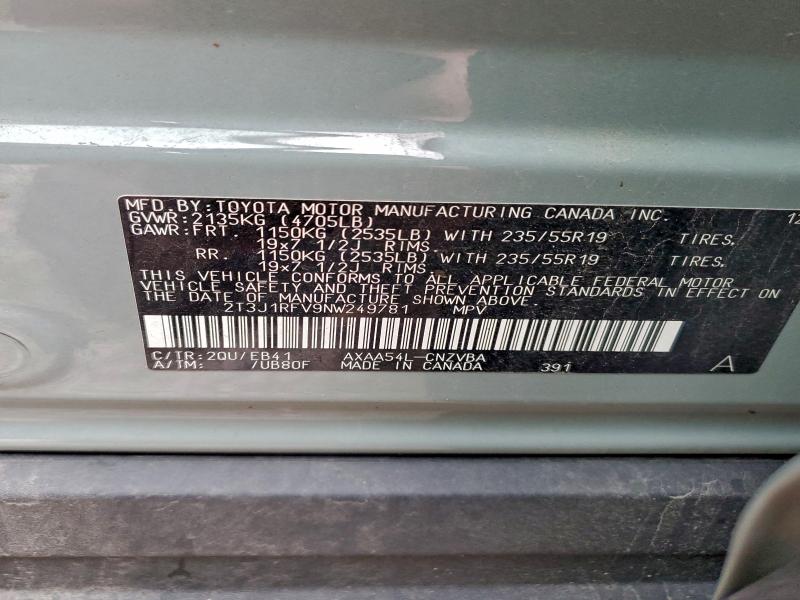 MFD.BY:TOYOTA MOTOR MANUFACTURING CANADA INC. 12
GVWR:2135KG (4705LB)
GAWR:FRT. 1150KG (2535LB) WITH 235/55R19 TIRES,
19x7 1/2J RIMS
RR. 1150KG (2535LB) WITH 235/55R19 TIRES,
19x7 1/2J RIMS
THIS VEHICLE CONFORMS TO ALL APPLICABLE FEDERAL MOTOR
VEHICLE SAFETY AND THEFT PREVENTION STANDARDS IN EFFECT ON
THE DATE OF MANUFACTURE SHOWN ABOVE
2T3J1RFV9NW249781 MPV
C/TR:2QU/EB41 AXAA54L-CNZVBA
A/TM: 7UB80F MADE IN CANADA 391 A